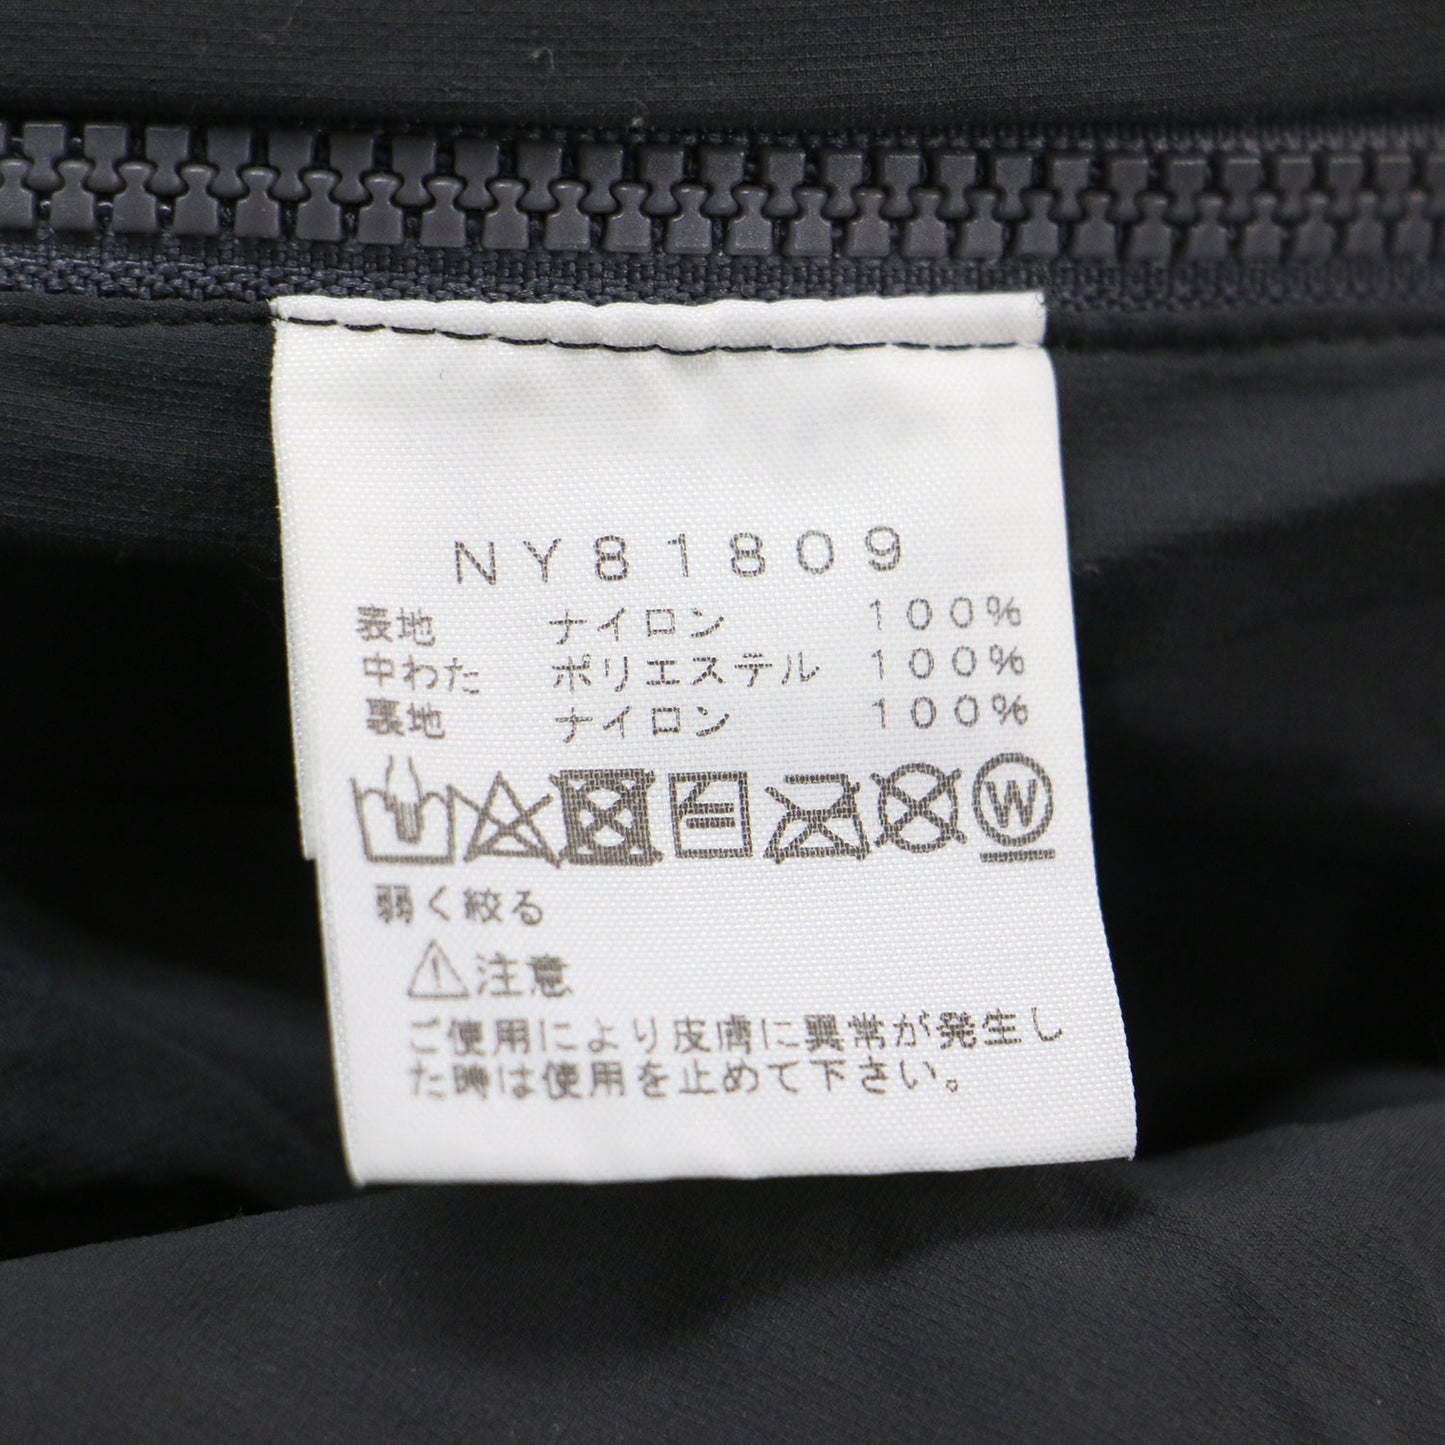 NY81809
表地 ナイロン 100%
中わた ポリエステル 100%
裏地 ナイロン 100%
W
弱く絞る
注意
ご使用により皮膚に異常が発生し
た時は使用を止めて下さい。